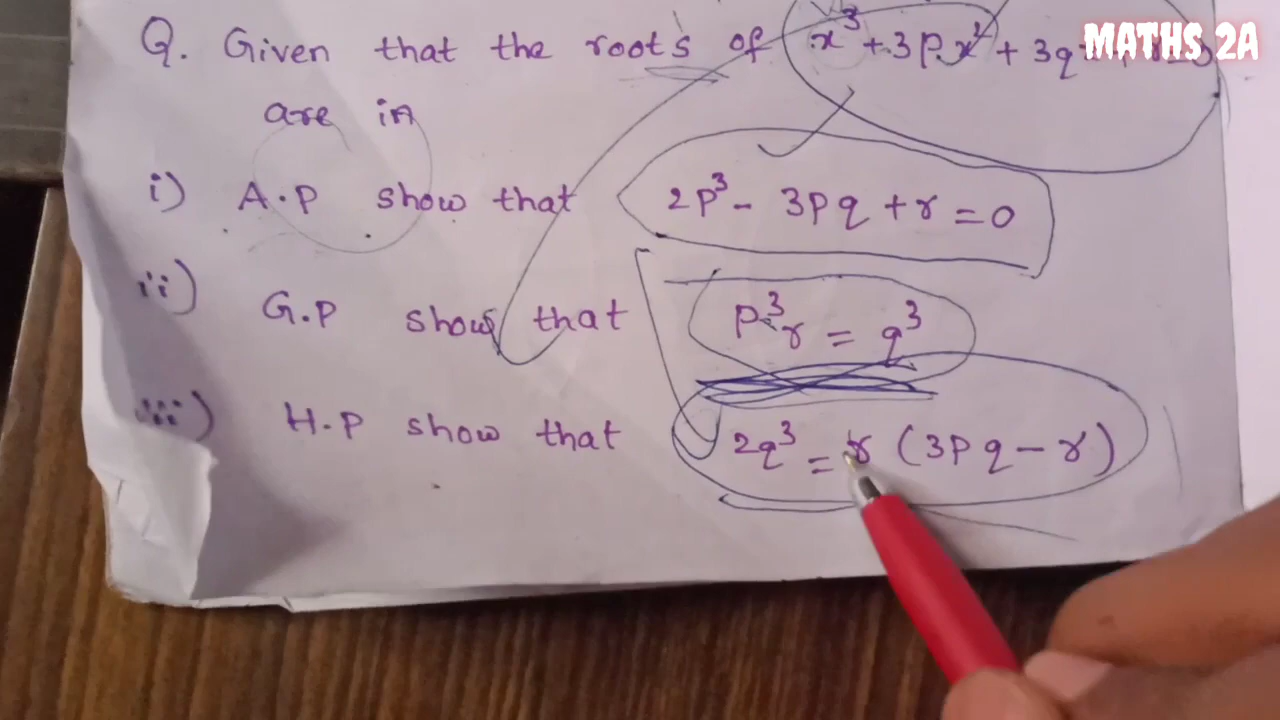 MATHS 2A
Q. Given that the roots of x³ + 3px² + 3q
are in
i) A.P show that 2p³ - 3pq + r = 0
ii) G.P show that p³r = q³
iii) H.P show that 2q³ = r (3pq - r)